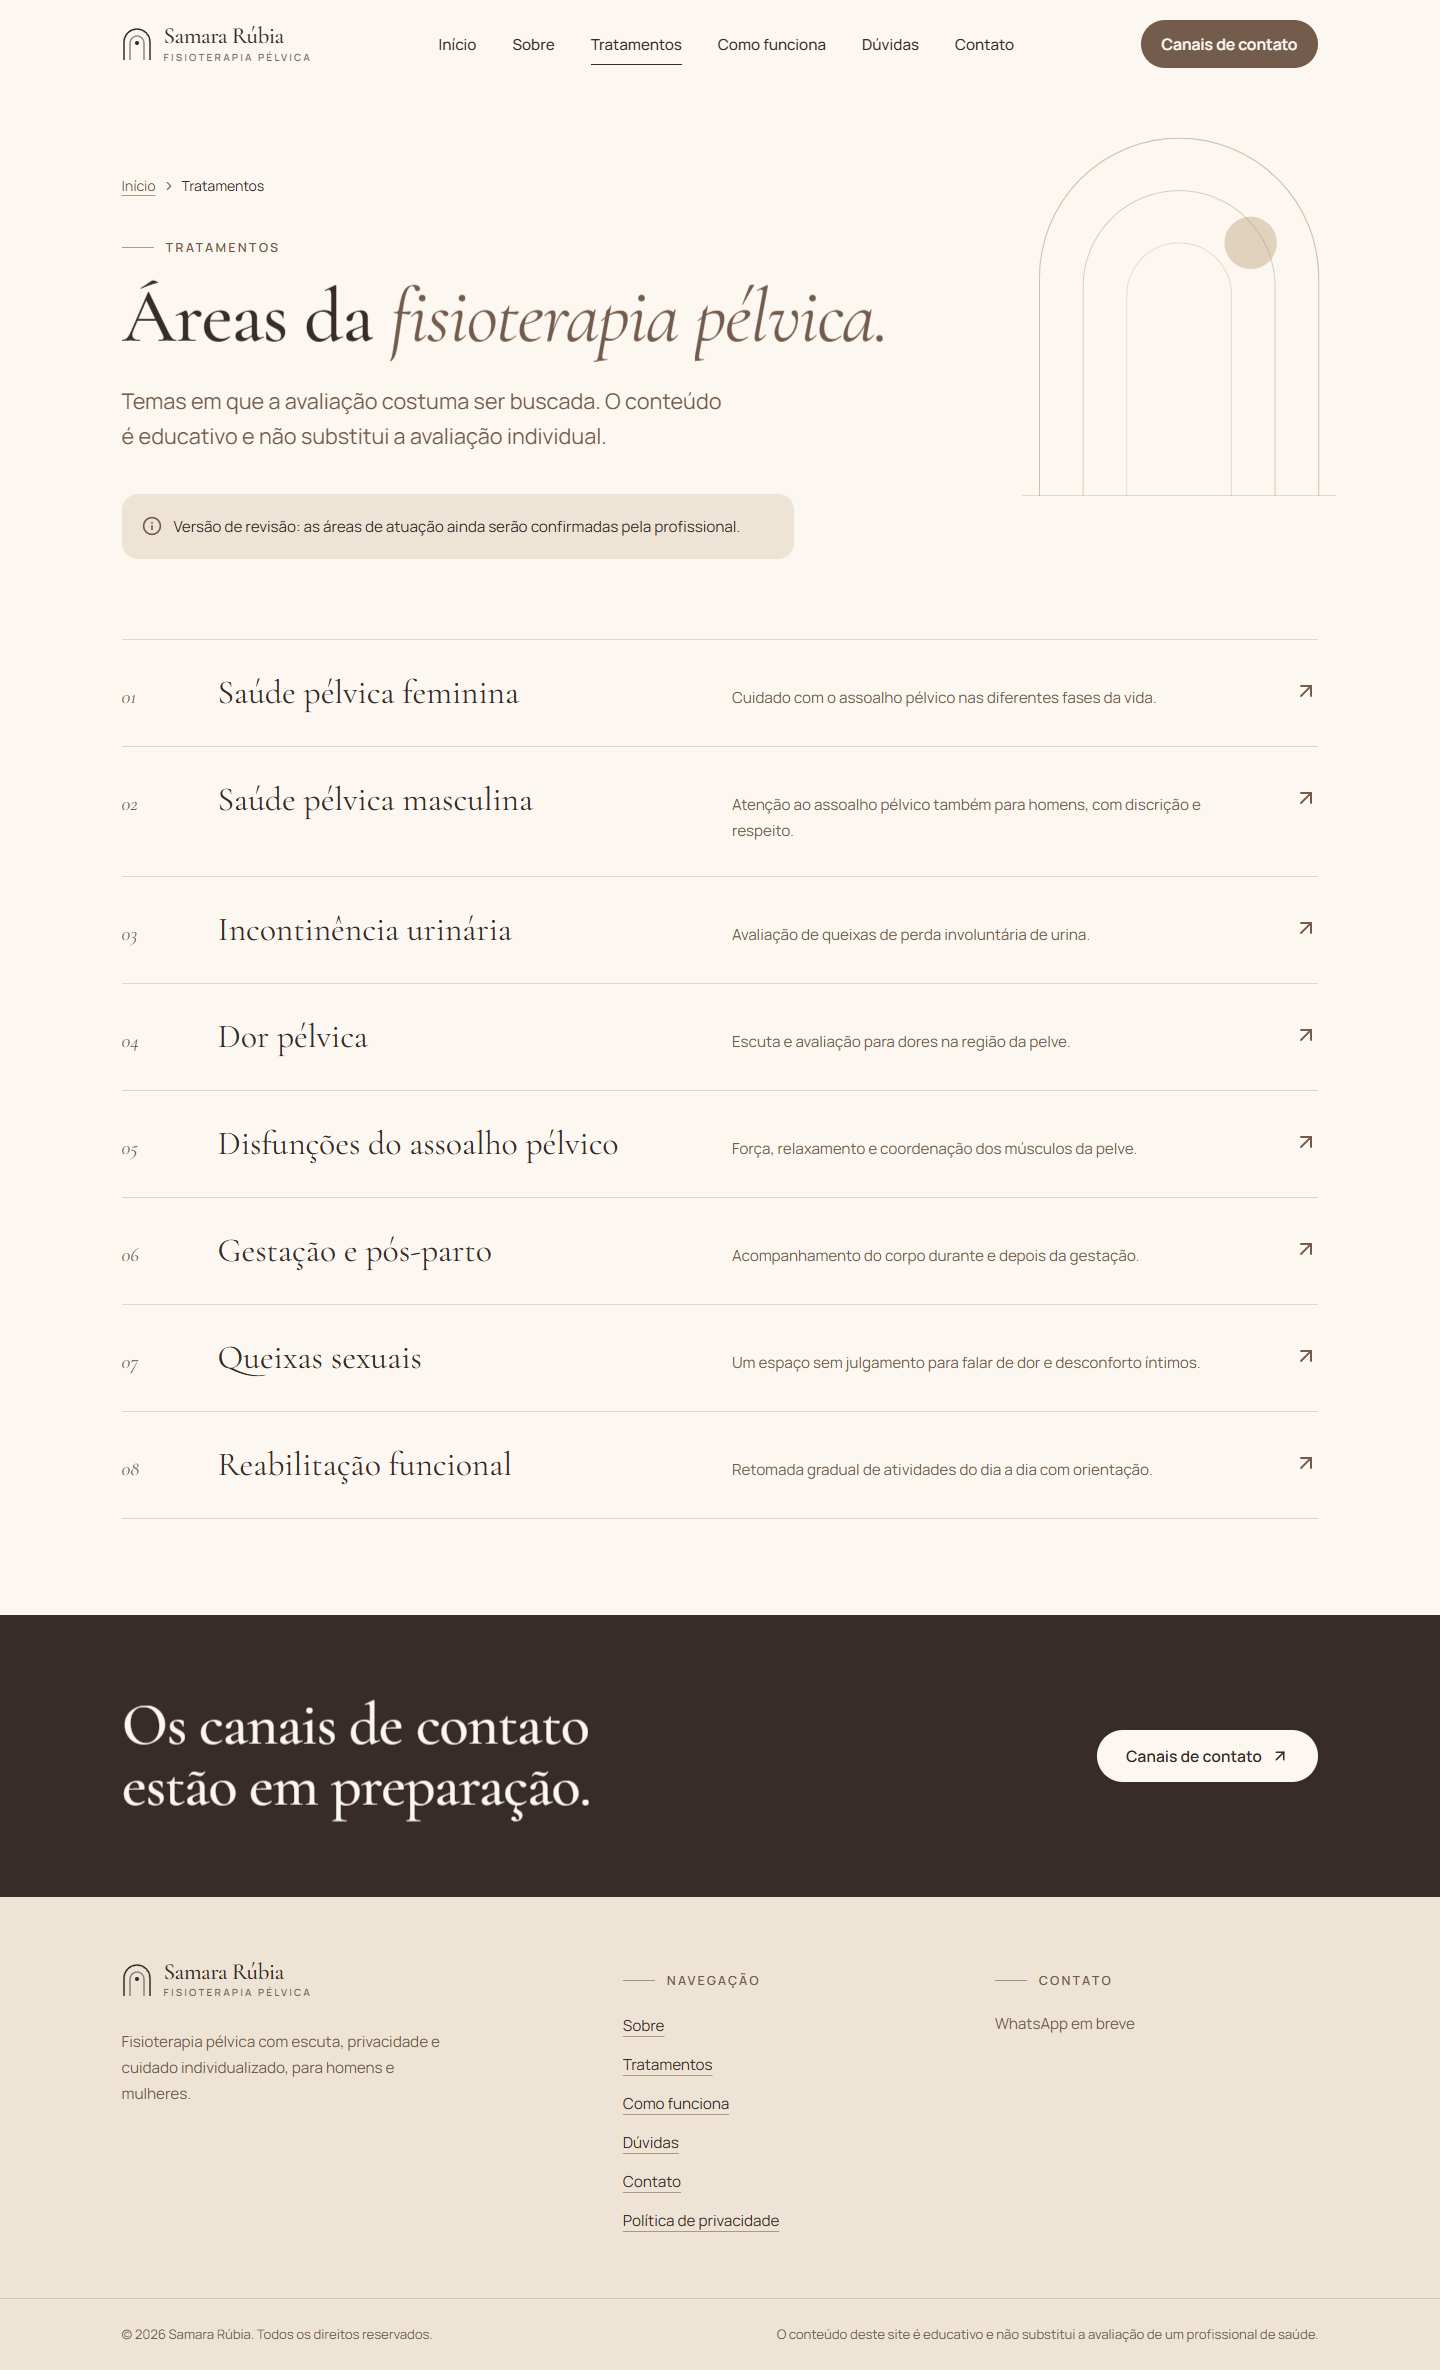 Samara Rúbia
FISIOTERAPIA PÉLVICA
Início
Sobre
Tratamentos
Como funciona
Dúvidas
Contato
Canais de contato
Início > Tratamentos
TRATAMENTOS
Áreas da fisioterapia pélvica.
Temas em que a avaliação costuma ser buscada. O conteúdo
é educativo e não substitui a avaliação individual.
Versão de revisão: as áreas de atuação ainda serão confirmadas pela profissional.
01
Saúde pélvica feminina
Cuidado com o assoalho pélvico nas diferentes fases da vida.
02
Saúde pélvica masculina
Atenção ao assoalho pélvico também para homens, com discrição e
respeito.
03
Incontinência urinária
Avaliação de queixas de perda involuntária de urina.
04
Dor pélvica
Escuta e avaliação para dores na região da pelve.
05
Disfunções do assoalho pélvico
Força, relaxamento e coordenação dos músculos da pelve.
06
Gestação e pós-parto
Acompanhamento do corpo durante e depois da gestação.
07
Queixas sexuais
Um espaço sem julgamento para falar de dor e desconforto íntimos.
08
Reabilitação funcional
Retomada gradual de atividades do dia a dia com orientação.
Os canais de contato
estão em preparação.
Canais de contato
Samara Rúbia
FISIOTERAPIA PÉLVICA
Fisioterapia pélvica com escuta, privacidade e
cuidado individualizado, para homens e
mulheres.
NAVEGAÇÃO
Sobre
Tratamentos
Como funciona
Dúvidas
Contato
Política de privacidade
CONTATO
WhatsApp em breve
© 2026 Samara Rúbia. Todos os direitos reservados.
O conteúdo deste site é educativo e não substitui a avaliação de um profissional de saúde.